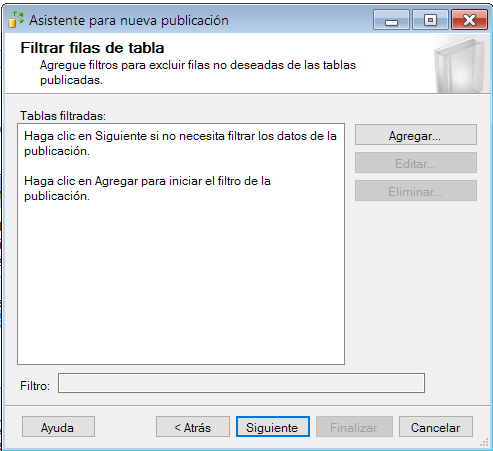 Asistente para nueva publicación
Filtrar filas de tabla
Agregue filtros para excluir filas no deseadas de las tablas
publicadas.
Tablas filtradas:
Haga clic en Siguiente si no necesita filtrar los datos de la
publicación.
Haga clic en Agregar para iniciar el filtro de la
publicación.
Agregar...
Editar...
Eliminar...
Filtro:
Ayuda
< Atrás
Siguiente
Finalizar
Cancelar